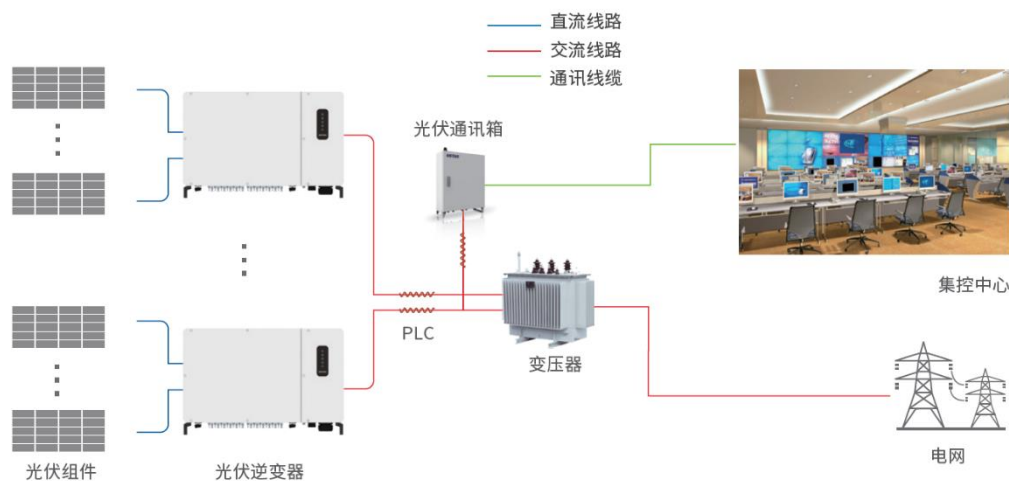 直流线路
交流线路
通讯线缆
光伏通讯箱
集控中心
PLC
变压器
电网
光伏组件
光伏逆变器